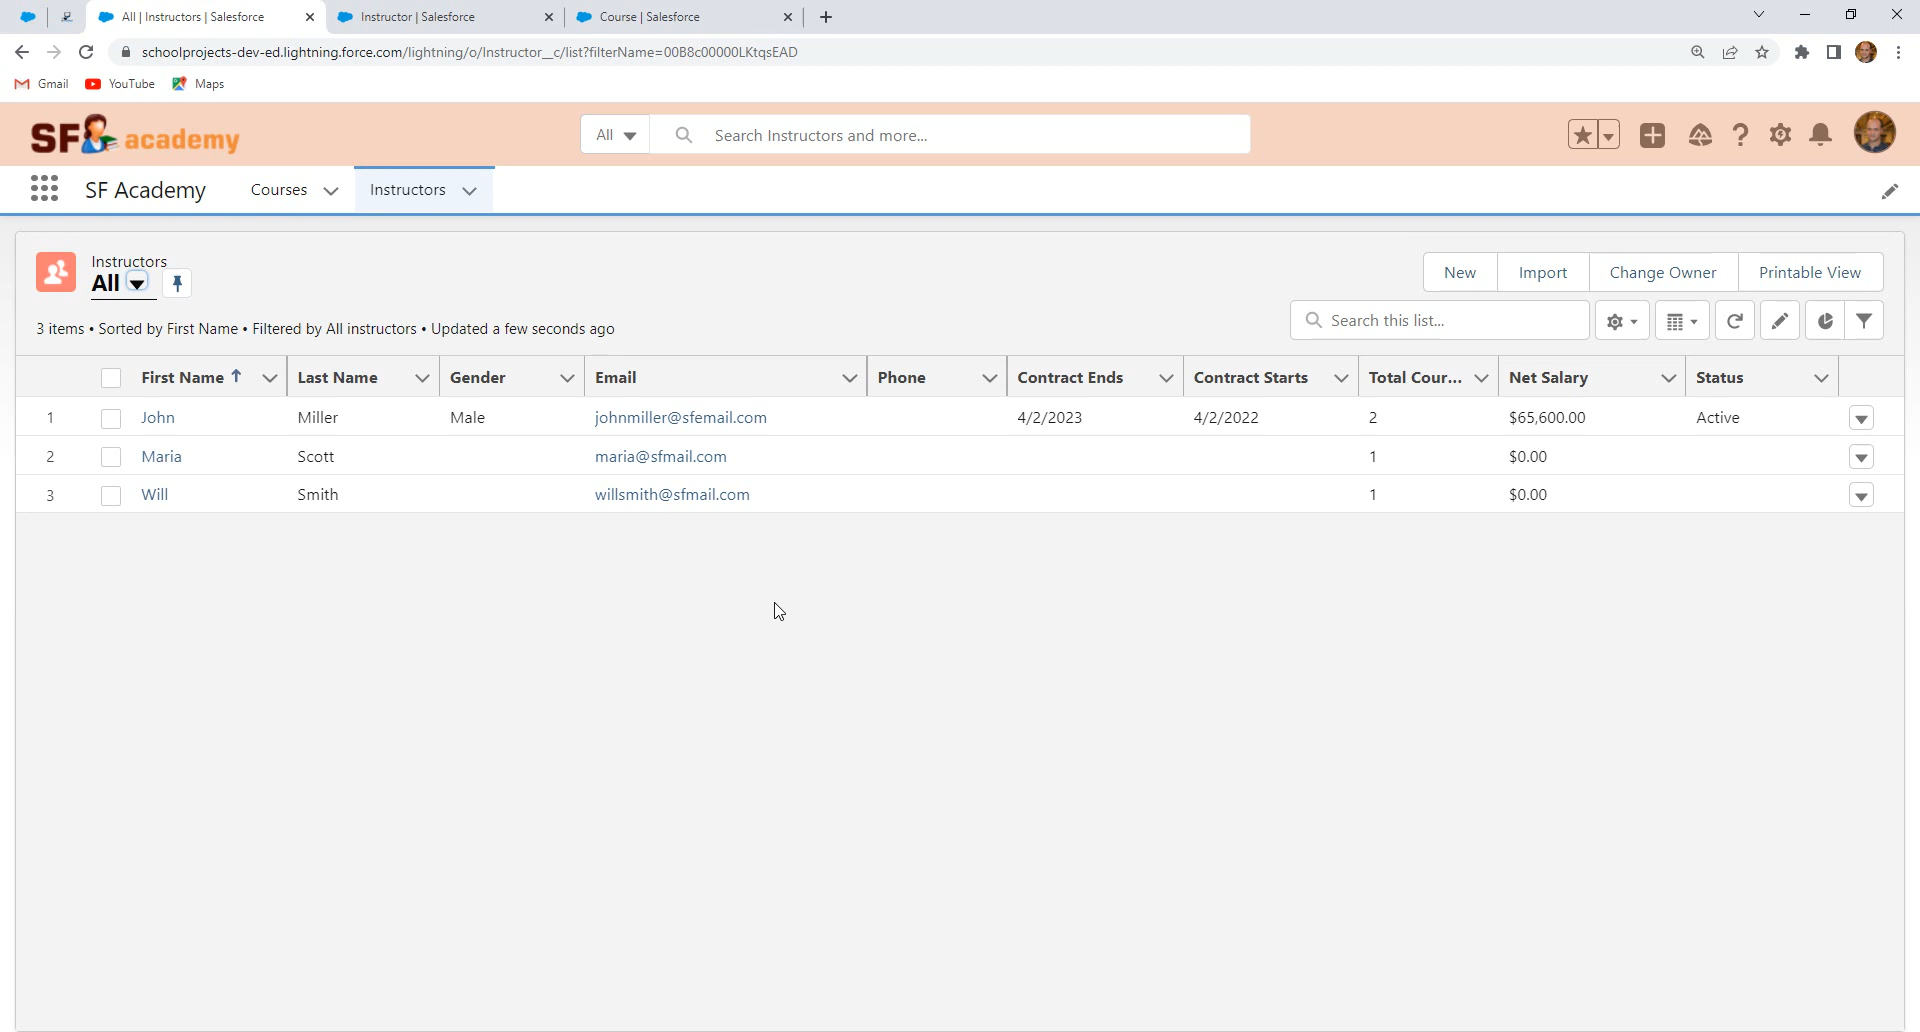 All | Instructors | Salesforce
Instructor | Salesforce
Course | Salesforce
schoolprojects-dev-ed.lightning.force.com/lightning/o/Instructor__c/list?filterName=00B8c00000LKtqsEAD
Gmail YouTube Maps
SF academy
All Search Instructors and more...
SF Academy Courses Instructors
Instructors
All
New Import Change Owner Printable View
3 items • Sorted by First Name • Filtered by All instructors • Updated a few seconds ago
Search this list...
First Name Last Name Gender Email Phone Contract Ends Contract Starts Total Cour... Net Salary Status
1 John Miller Male johnmiller@sfemail.com 4/2/2023 4/2/2022 2 $65,600.00 Active
2 Maria Scott maria@sfmail.com 1 $0.00
3 Will Smith willsmith@sfmail.com 1 $0.00